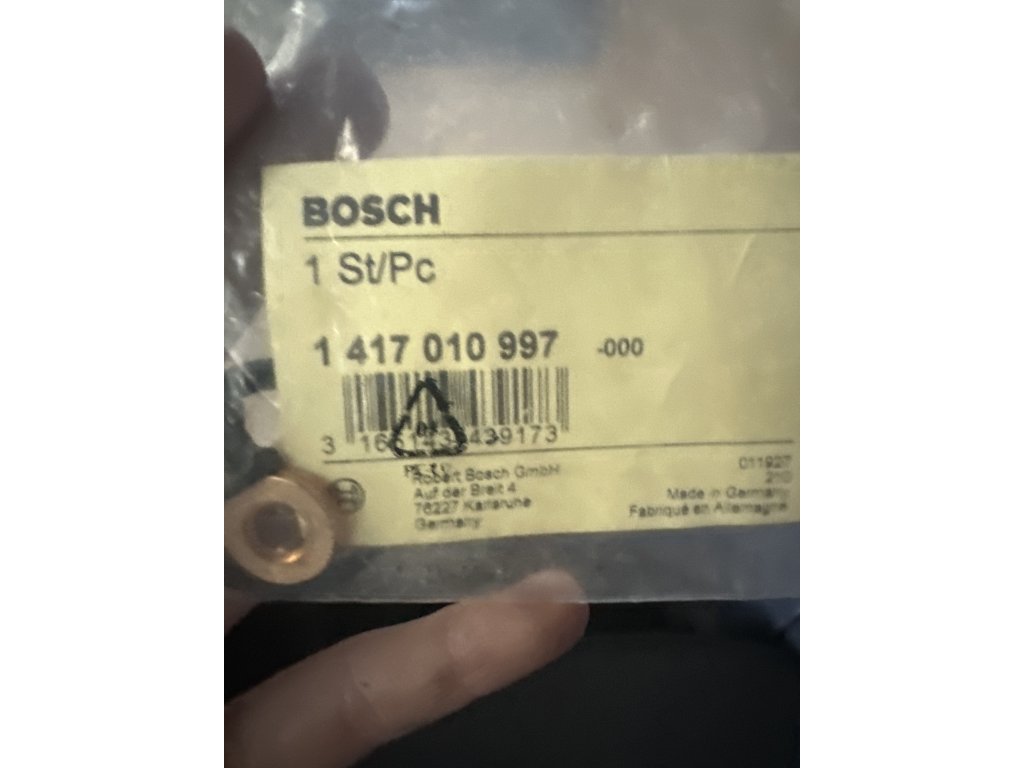 BOSCH
1 St/Pc
1 417 010 997 -000
04
Robert Bosch GmbH
Auf der Breit 4
76227 Karlsruhe
Germany
011927
210
Made in Germany
Fabriqué en Allemagne